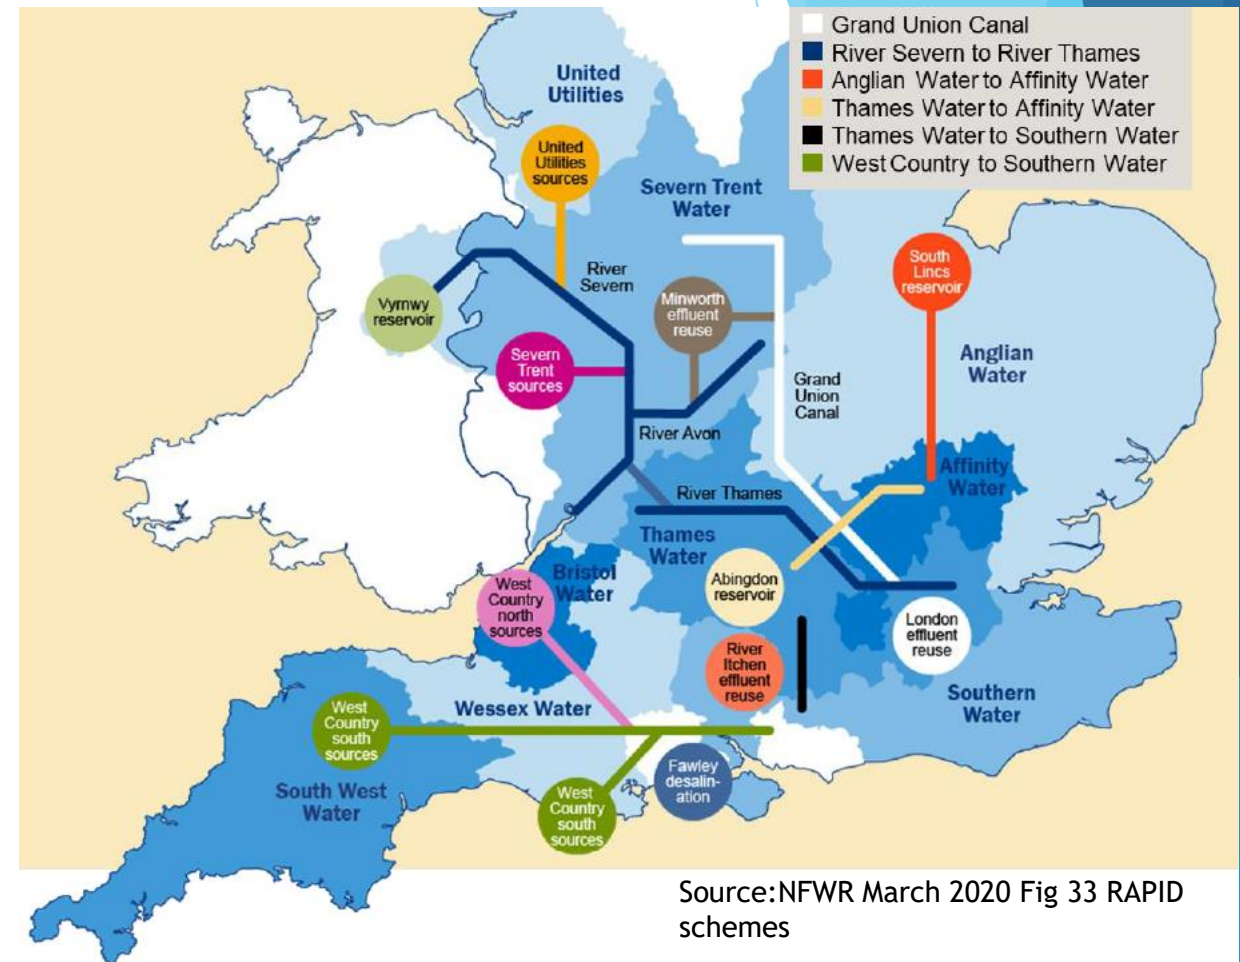 Grand Union Canal
River Severn to River Thames
Anglian Water to Affinity Water
Thames Water to Affinity Water
Thames Water to Southern Water
West Country to Southern Water
United
Utilities
United
Utilities
sources
Severn Trent
Water
River
Severn
South
Lincs
reservoir
Vyrnwy
reservoir
Minworth
effluent
reuse
Severn
Trent
sources
Anglian
Water
Grand
Union
Canal
River Avon
Affinity
Water
River Thames
Thames
Water
Bristol
Water
West
Country
north
sources
Abingdon
reservoir
London
effluent
reuse
River
Itchen
effluent
reuse
Southern
Water
Wessex Water
West
Country
south
sources
Fawley
desalin-
ation
South West
Water
West
Country
south
sources
Source:NFWR March 2020 Fig 33 RAPID
schemes